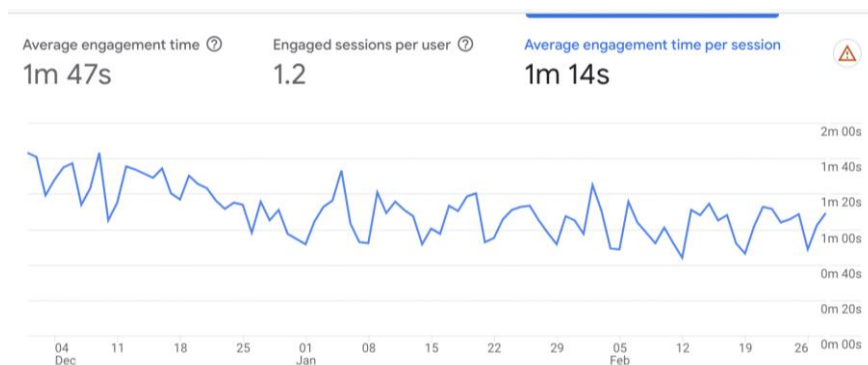 Average engagement time
1m 47s
Engaged sessions per user
1.2
Average engagement time per session
1m 14s
2m 00s
1m 40s
1m 20s
1m 00s
0m 40s
0m 20s
0m 00s
04 11 18 25 01 08 15 22 29 05 12 19 26
Dec Jan Feb